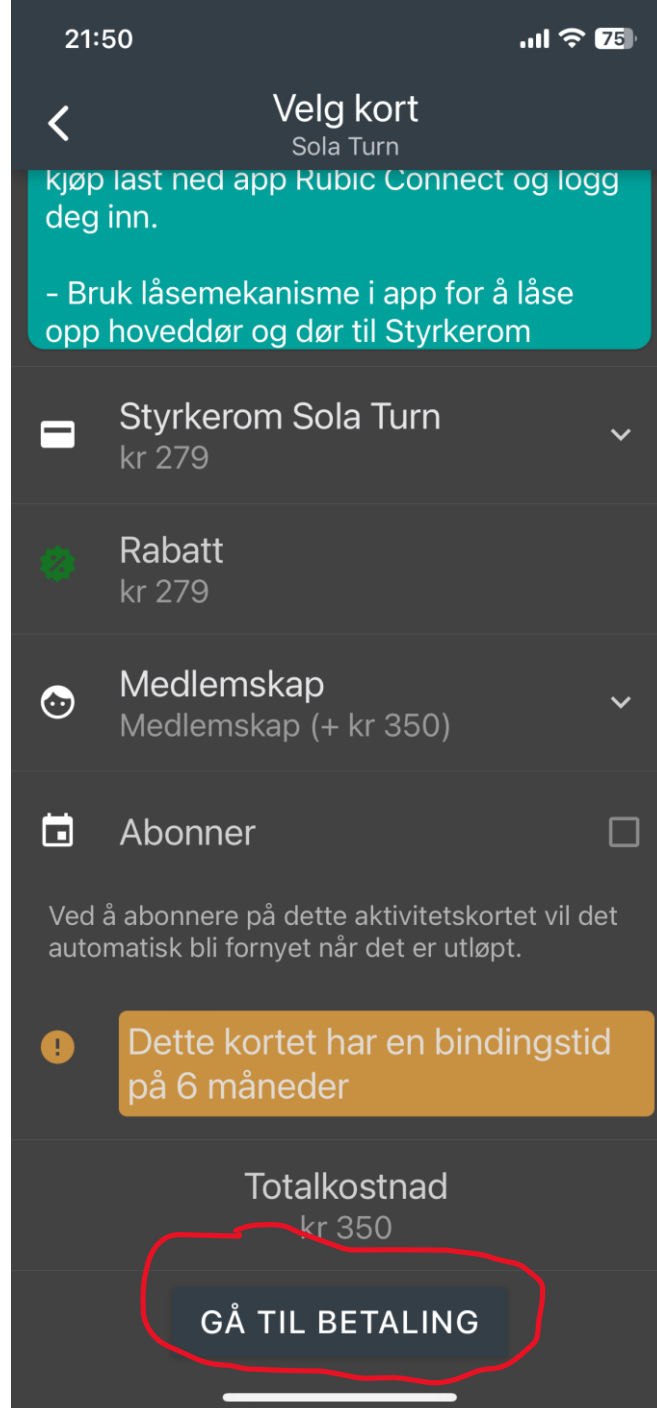 21:50
75
Velg kort
Sola Turn
kjøp last ned app Rubic Connect og logg
deg inn.
- Bruk låsemekanisme i app for å låse
opp hoveddør og dør til Styrkerom
Styrkerom Sola Turn
kr 279
Rabatt
kr 279
Medlemskap
Medlemskap (+ kr 350)
Abonner
Ved å abonnere på dette aktivitetskortet vil det
automatisk bli fornyet når det er utløpt.
Dette kortet har en bindingstid
på 6 måneder
Totalkostnad
kr 350
GÅ TIL BETALING